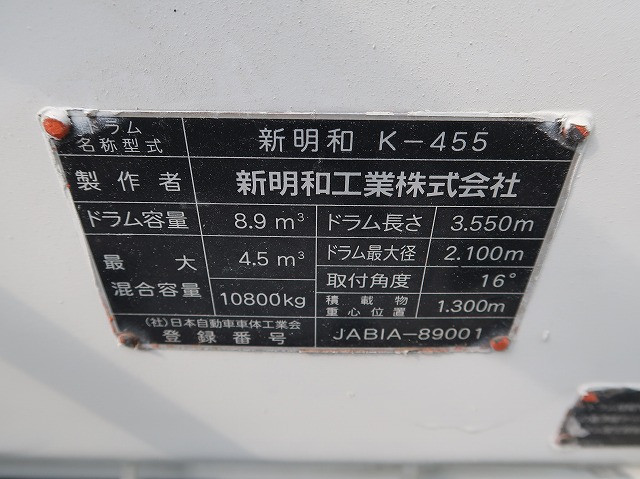 ドラム
名称型式 新明和 K-455
製作者 新明和工業株式会社
ドラム容量 8.9 m³ ドラム長さ 3.550m
最大 4.5 m³ ドラム最大径 2.100m
混合容量 10800kg 取付角度 16°
積載物
重心位置 1.300m
(社)日本自動車車体工業会
登録番号 JABIA-89001